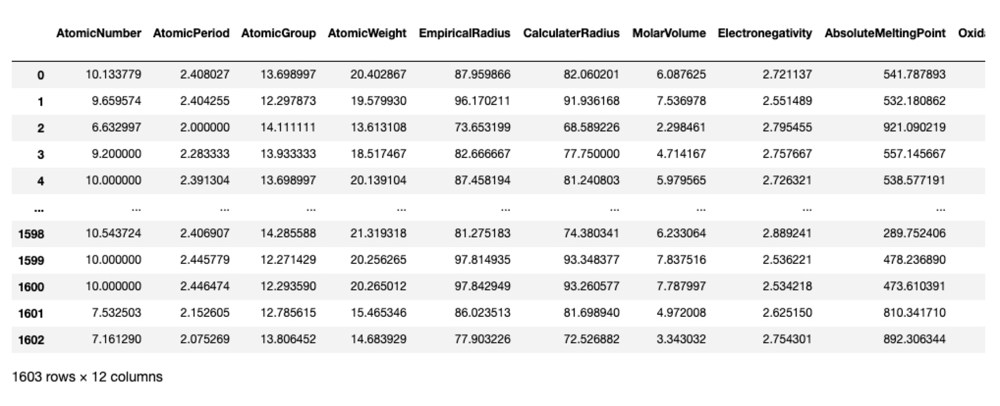 AtomicNumber AtomicPeriod AtomicGroup AtomicWeight EmpiricalRadius CalculaterRadius MolarVolume Electronegativity AbsoluteMeltingPoint
0 10.133779 2.408027 13.698997 20.402867 87.959866 82.060201 6.087625 2.721137 541.787893
1 9.659574 2.404255 12.297873 19.579930 96.170211 91.936168 7.536978 2.551489 532.180862
2 6.632997 2.000000 14.111111 13.613108 73.653199 68.589226 2.298461 2.795455 921.090219
3 9.200000 2.283333 13.933333 18.517467 82.666667 77.750000 4.714167 2.757667 557.145667
4 10.000000 2.391304 13.698997 20.139104 87.458194 81.240803 5.979565 2.726321 538.577191
... ... ... ... ... ... ... ... ... ...
1598 10.543724 2.406907 14.285588 21.319318 81.275183 74.380341 6.233064 2.889241 289.752406
1599 10.000000 2.445779 12.271429 20.256265 97.814935 93.348377 7.837516 2.536221 478.236890
1600 10.000000 2.446474 12.293590 20.265012 97.842949 93.260577 7.787997 2.534218 473.610391
1601 7.532503 2.152605 12.785615 15.465346 86.023513 81.698940 4.972008 2.625150 810.341710
1602 7.161290 2.075269 13.806452 14.683929 77.903226 72.526882 3.343032 2.754301 892.306344
1603 rows × 12 columns